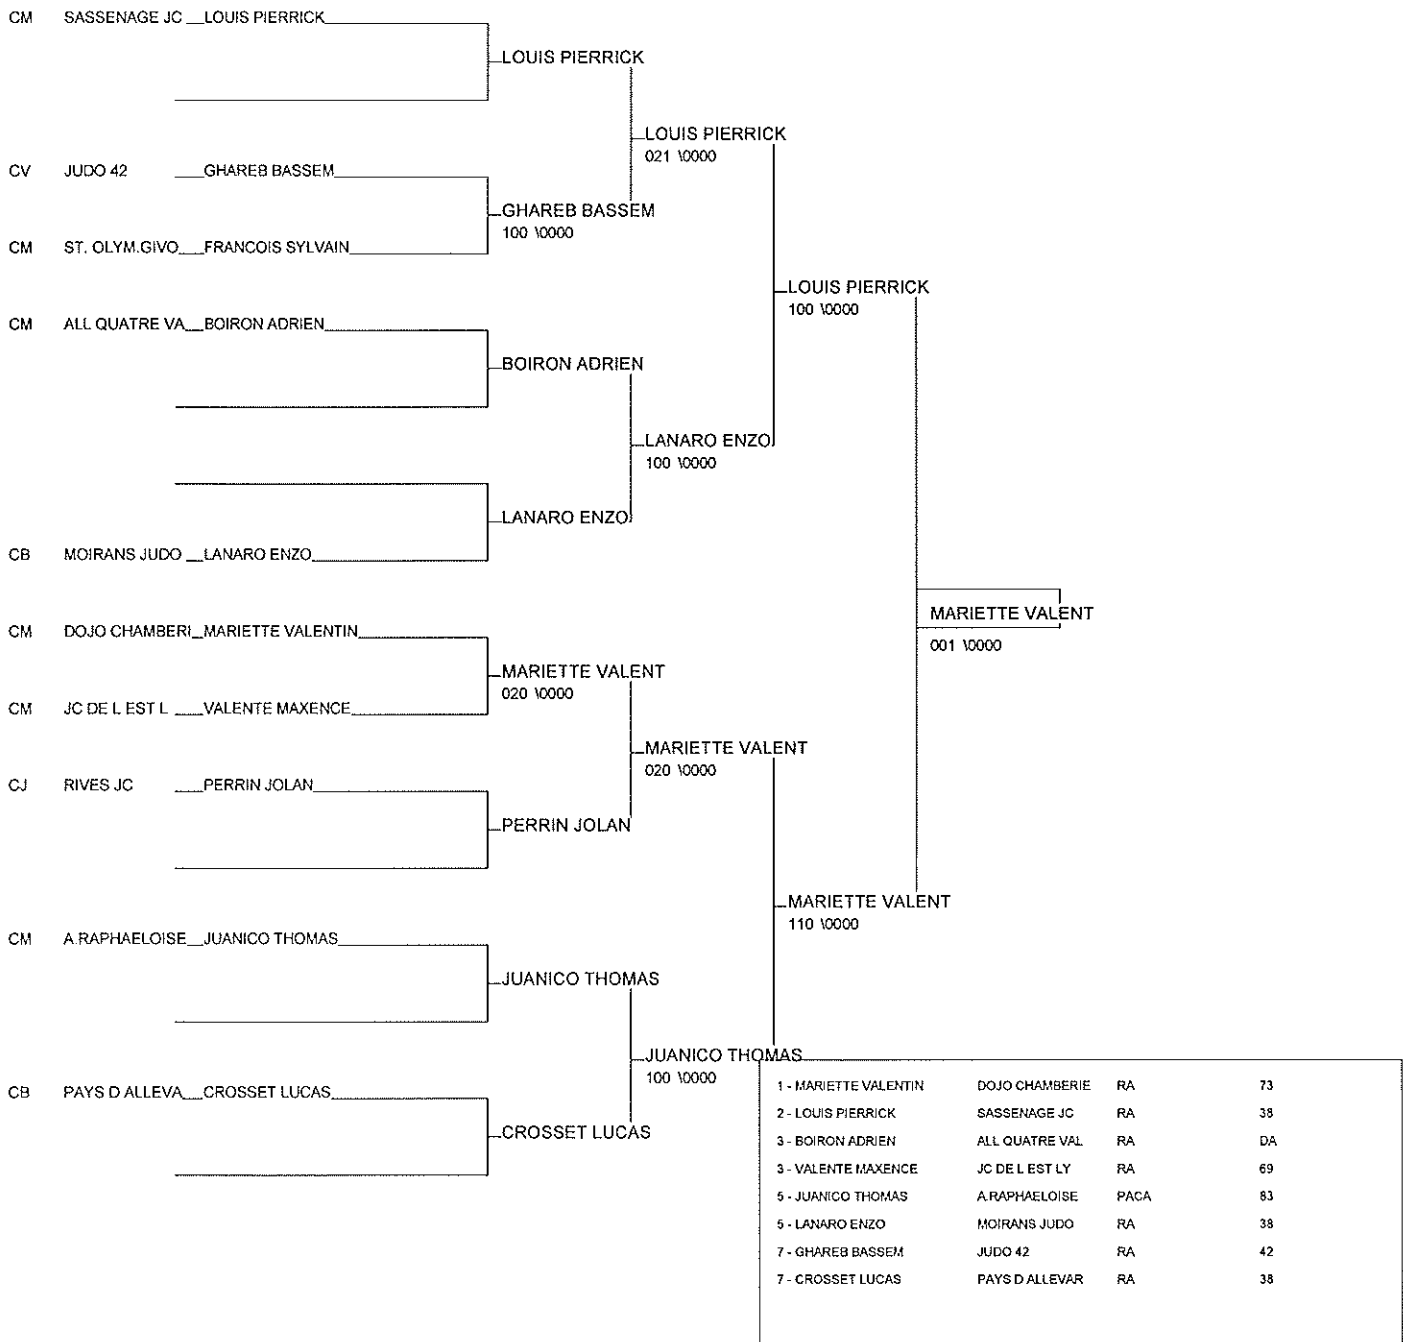 CM SASSENAGE JC LOUIS PIERRICK
LOUIS PIERRICK
LOUIS PIERRICK
021 \0000
CV JUDO 42 GHAREB BASSEM
GHAREB BASSEM
100 \0000
CM ST. OLYM.GIVO FRANCOIS SYLVAIN
LOUIS PIERRICK
100 \0000
CM ALL QUATRE VA BOIRON ADRIEN
BOIRON ADRIEN
LANARO ENZO
100 \0000
LANARO ENZO
CB MOIRANS JUDO LANARO ENZO
MARIETTE VALENT
001 \0000
CM DOJO CHAMBERI MARIETTE VALENTIN
MARIETTE VALENT
020 \0000
CM JC DE L EST L VALENTE MAXENCE
MARIETTE VALENT
020 \0000
CJ RIVES JC PERRIN JOLAN
PERRIN JOLAN
MARIETTE VALENT
110 \0000
CM A.RAPHAELOISE JUANICO THOMAS
JUANICO THOMAS
JUANICO THOMAS
100 \0000
CB PAYS D ALLEVA CROSSET LUCAS
CROSSET LUCAS
1 - MARIETTE VALENTIN DOJO CHAMBERIE RA 73
2 - LOUIS PIERRICK SASSENAGE JC RA 38
3 - BOIRON ADRIEN ALL QUATRE VAL RA DA
3 - VALENTE MAXENCE JC DE L EST LY RA 69
5 - JUANICO THOMAS A.RAPHAELOISE PACA 83
5 - LANARO ENZO MOIRANS JUDO RA 38
7 - GHAREB BASSEM JUDO 42 RA 42
7 - CROSSET LUCAS PAYS D ALLEVAR RA 38